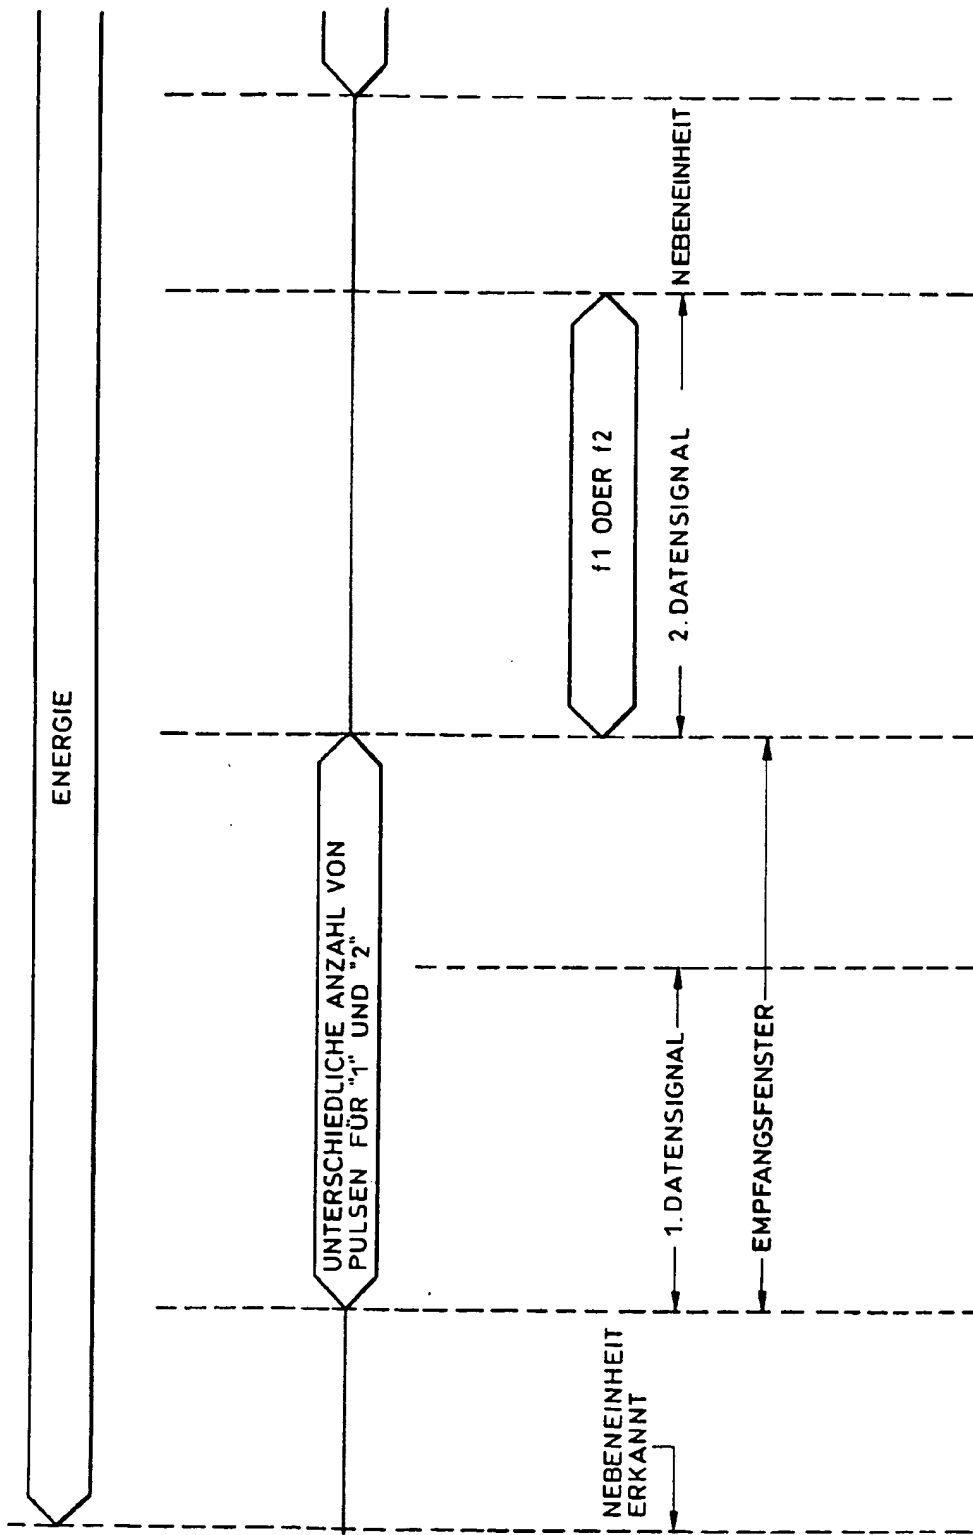 ENERGIE
UNTERSCHIEDLICHE ANZAHL VON
PULSEN FÜR "1" UND "2"
f1 ODER f2
NEBENEINHEIT
ERKANNT
1. DATENSIGNAL
2. DATENSIGNAL
NEBENEINHEIT
EMPFANGSFENSTER